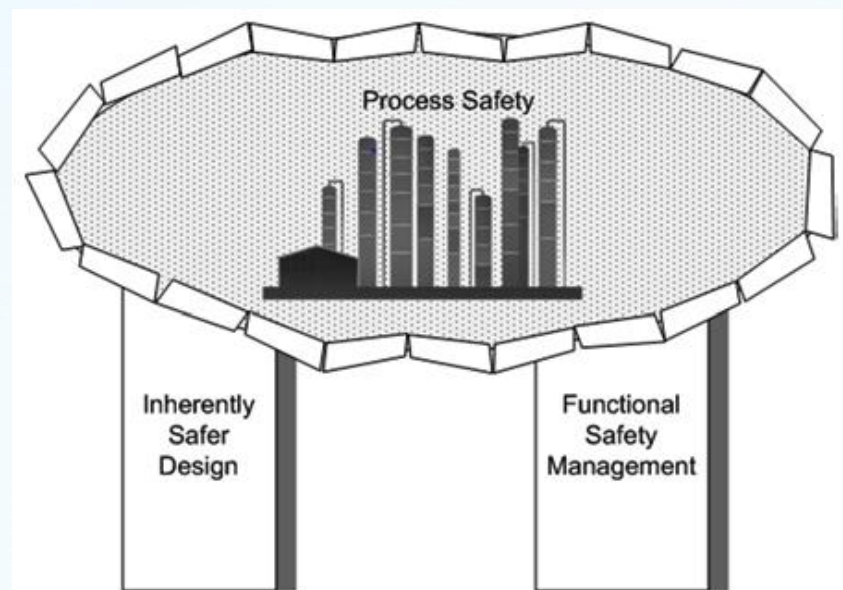 Process Safety
Inherently
Safer
Design
Functional
Safety
Management